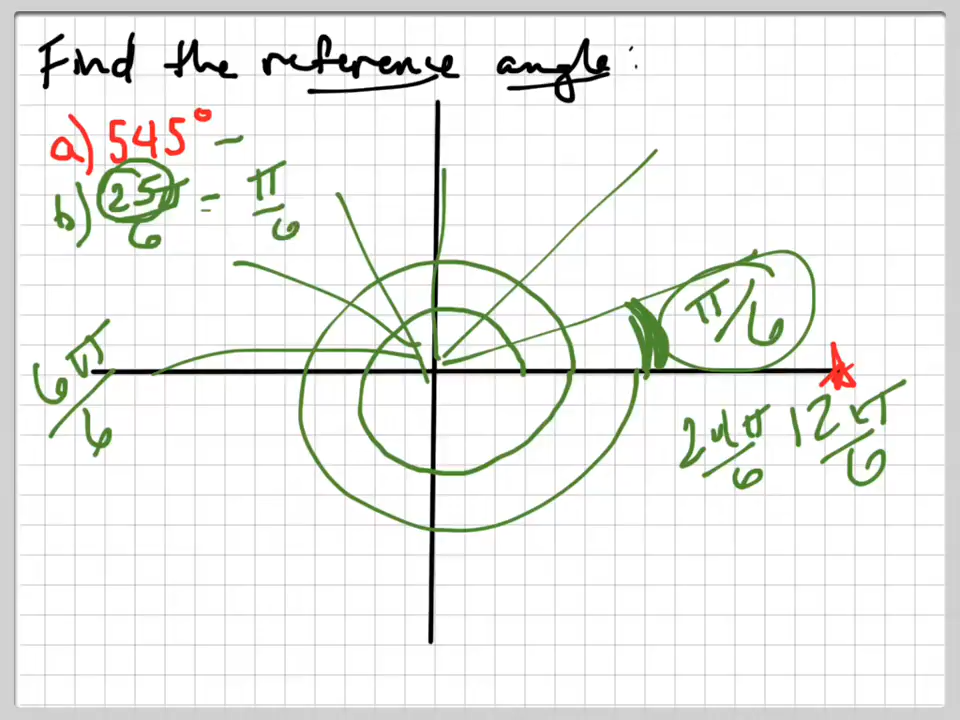 Find the reference angle:
a) 545° -
b) 25π/6 = π/6
π/6
6π/6
24π/6 12π/6